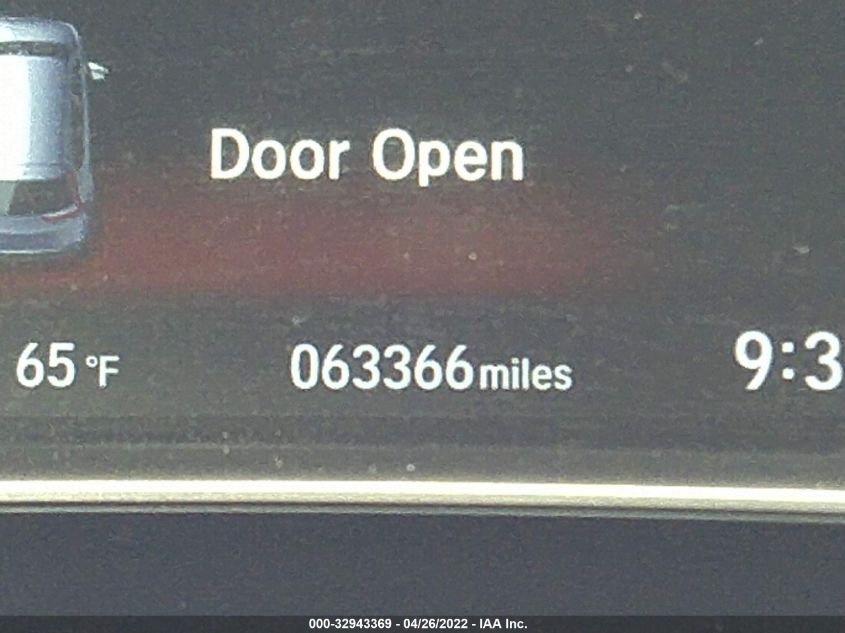 Door Open
65 °F 063366 miles 9:3
000-32943369 - 04/26/2022 - IAA Inc.